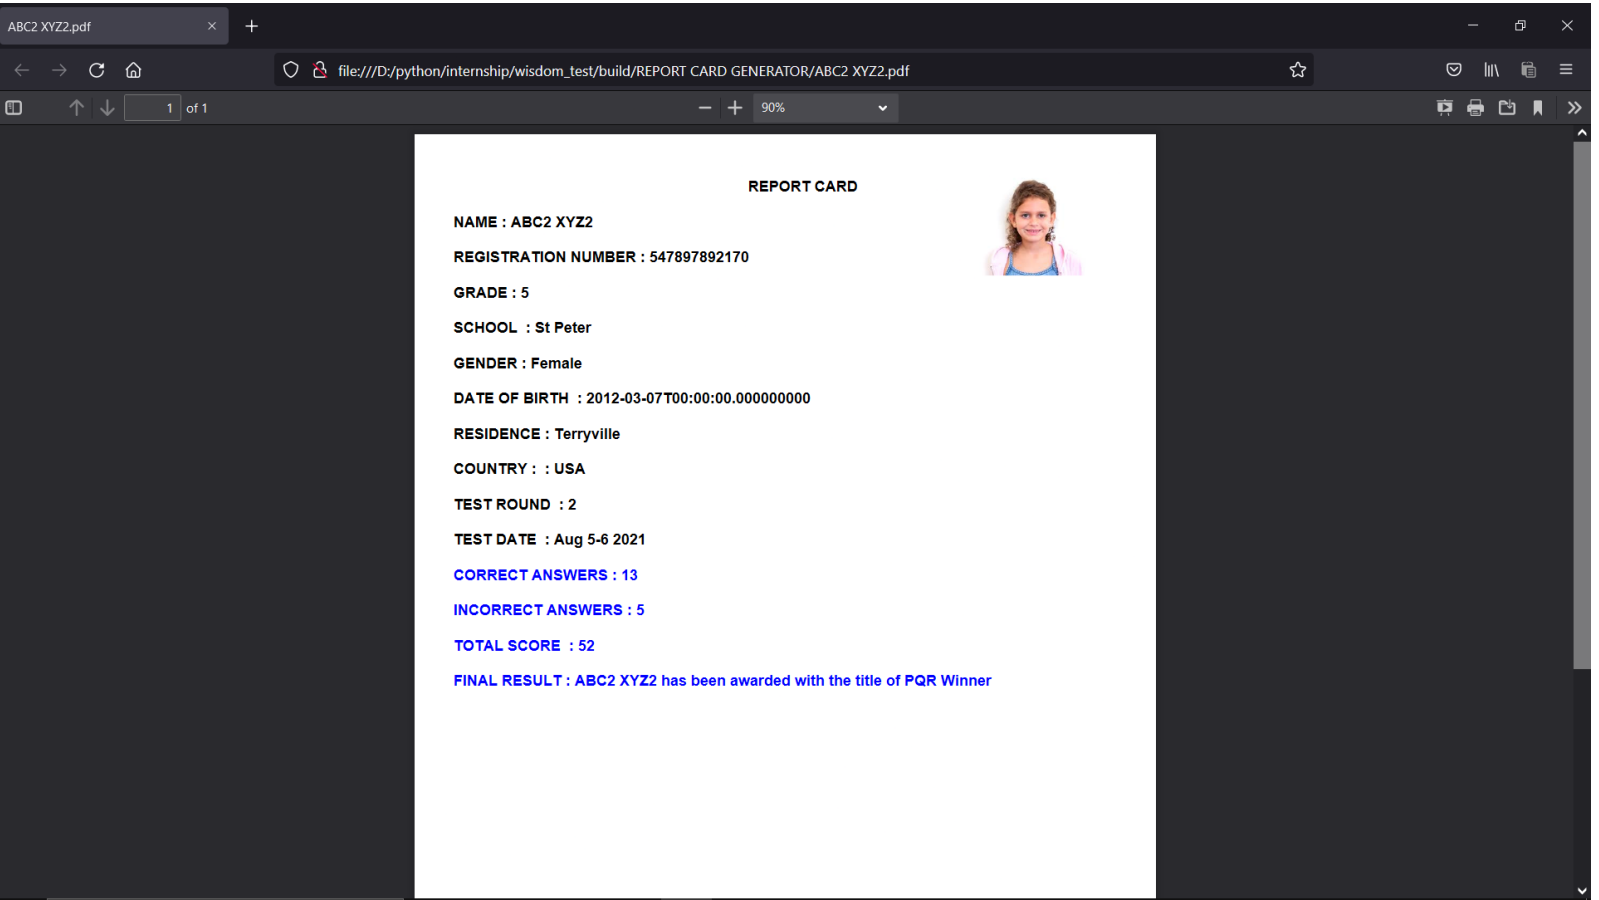 ABC2 XYZ2.pdf
file:///D:/python/internship/wisdom_test/build/REPORT CARD GENERATOR/ABC2 XYZ2.pdf
1 of 1
90%
REPORT CARD
NAME : ABC2 XYZ2
REGISTRATION NUMBER : 547897892170
GRADE : 5
SCHOOL  : St Peter
GENDER : Female
DATE OF BIRTH  : 2012-03-07T00:00:00.000000000
RESIDENCE : Terryville
COUNTRY :  : USA
TEST ROUND  : 2
TEST DATE  : Aug 5-6 2021
CORRECT ANSWERS : 13
INCORRECT ANSWERS : 5
TOTAL SCORE  : 52
FINAL RESULT : ABC2 XYZ2 has been awarded with the title of PQR Winner